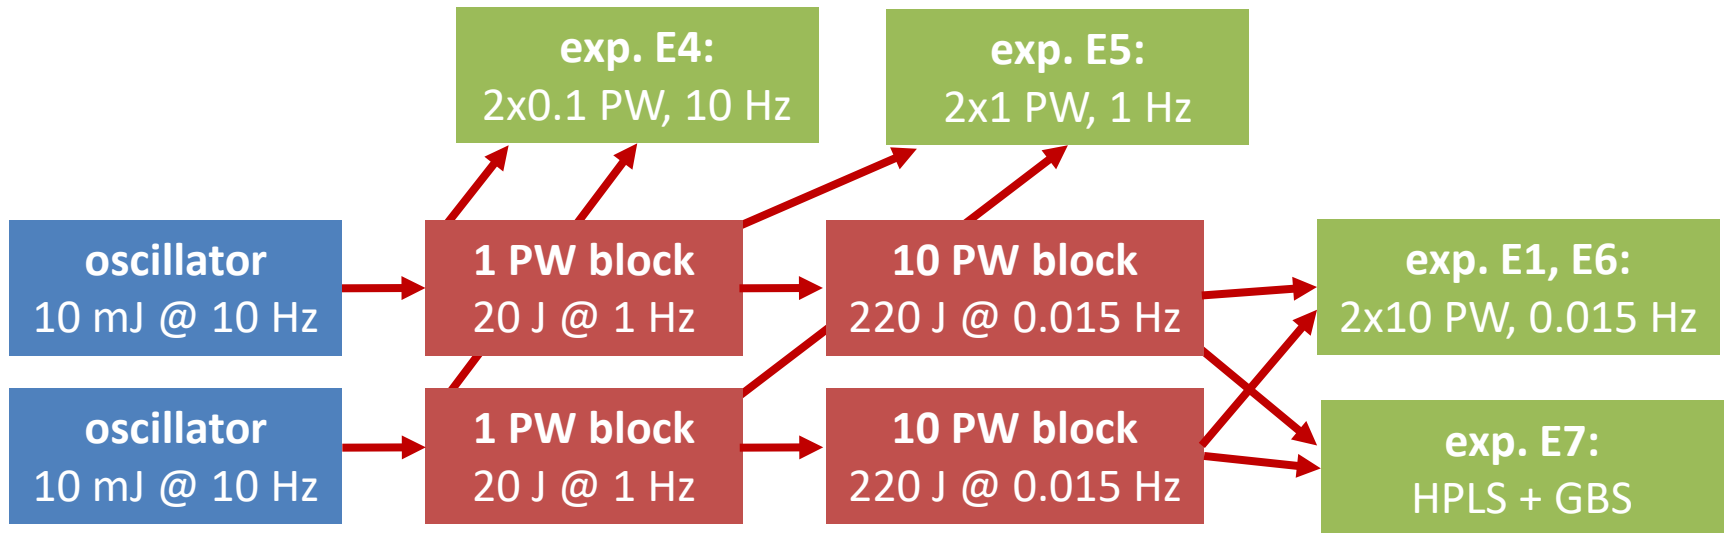 exp. E4:
2x0.1 PW, 10 Hz
exp. E5:
2x1 PW, 1 Hz
oscillator
10 mJ @ 10 Hz
1 PW block
20 J @ 1 Hz
10 PW block
220 J @ 0.015 Hz
exp. E1, E6:
2x10 PW, 0.015 Hz
oscillator
10 mJ @ 10 Hz
1 PW block
20 J @ 1 Hz
10 PW block
220 J @ 0.015 Hz
exp. E7:
HPLS + GBS